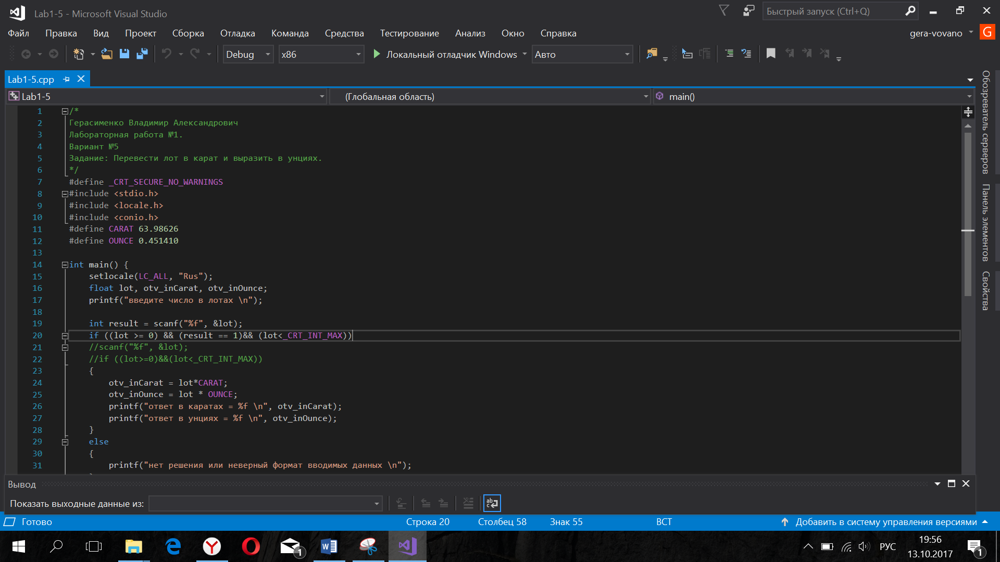 Lab1-5 - Microsoft Visual Studio
Быстрый запуск (Ctrl+Q)
Файл Правка Вид Проект Сборка Отладка Команда Средства Тестирование Анализ Окно Справка
gera-vovano G
Debug x86 Локальный отладчик Windows Авто
Lab1-5.cpp
Lab1-5 (Глобальная область) main()
1 /*
2 Герасименко Владимир Александрович
3 Лабораторная работа №1.
4 Вариант №5
5 Задание: Перевести лот в карат и выразить в унциях.
6 */
7 #define _CRT_SECURE_NO_WARNINGS
8 #include <stdio.h>
9 #include <locale.h>
10 #include <conio.h>
11 #define CARAT 63.98626
12 #define OUNCE 0.451410
13
14 int main() {
15 setlocale(LC_ALL, "Rus");
16 float lot, otv_inCarat, otv_inOunce;
17 printf("введите число в лотах \n");
18
19 int result = scanf("%f", &lot);
20 if ((lot >= 0) && (result == 1)&& (lot<_CRT_INT_MAX))
21 //scanf("%f", &lot);
22 //if ((lot>=0)&&(lot<_CRT_INT_MAX))
23 {
24 otv_inCarat = lot*CARAT;
25 otv_inOunce = lot * OUNCE;
26 printf("ответ в каратах = %f \n", otv_inCarat);
27 printf("ответ в унциях = %f \n", otv_inOunce);
28 }
29 else
30 {
31 printf("нет решения или неверный формат вводимых данных \n");
Обозреватель серверов
Панель элементов
Свойства
Вывод
Показать выходные данные из:
Готово Строка 20 Столбец 58 Знак 55 ВСТ Добавить в систему управления версиями
1 РУС 19:56 1
13.10.2017